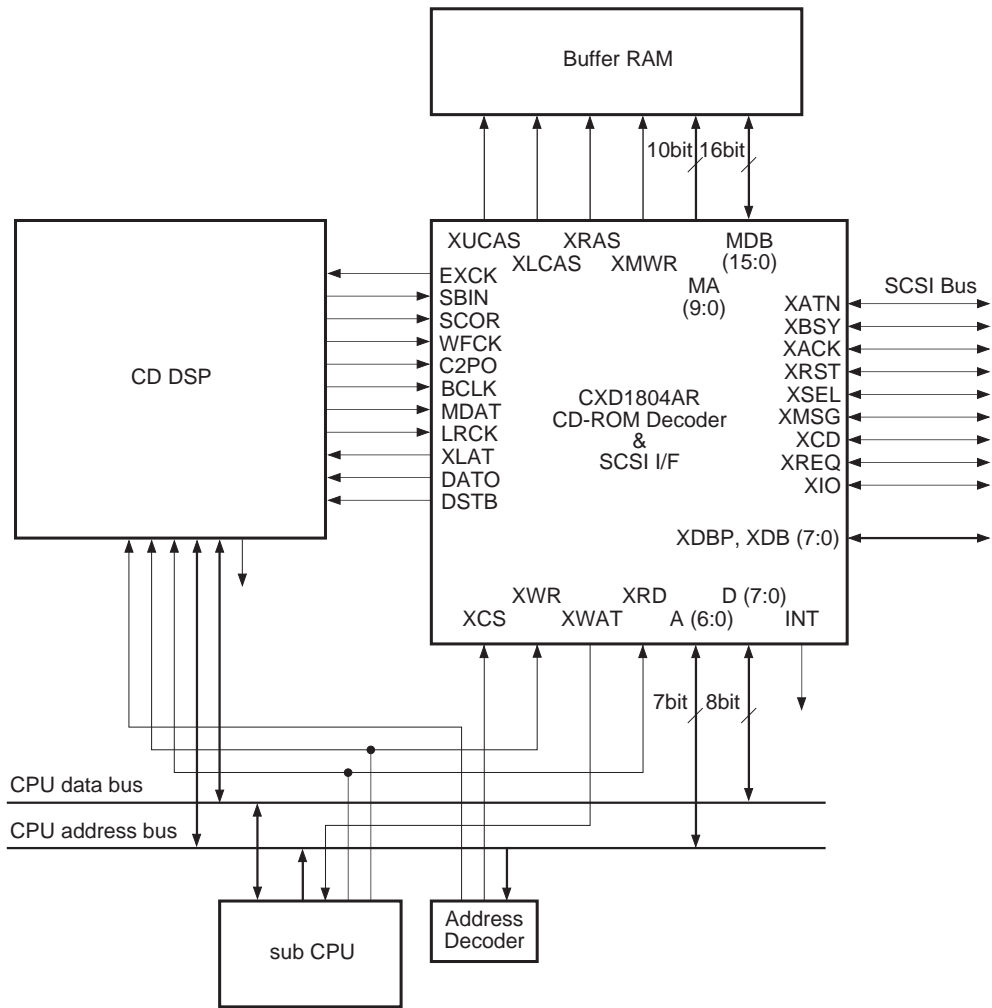 Buffer RAM
10bit 16bit
XUCAS XRAS MDB
XLCAS XMWR (15:0)
MA
(9:0)
EXCK
SBIN
SCOR
WFCK
C2PO
BCLK
MDAT
LRCK
XLAT
DATO
DSTB
CD DSP
CXD1804AR
CD-ROM Decoder
&
SCSI I/F
SCSI Bus
XATN
XBSY
XACK
XRST
XSEL
XMSG
XCD
XREQ
XIO
XDBP, XDB (7:0)
XWR XRD D (7:0)
XCS XWAT A (6:0) INT
7bit 8bit
CPU data bus
CPU address bus
sub CPU
Address
Decoder